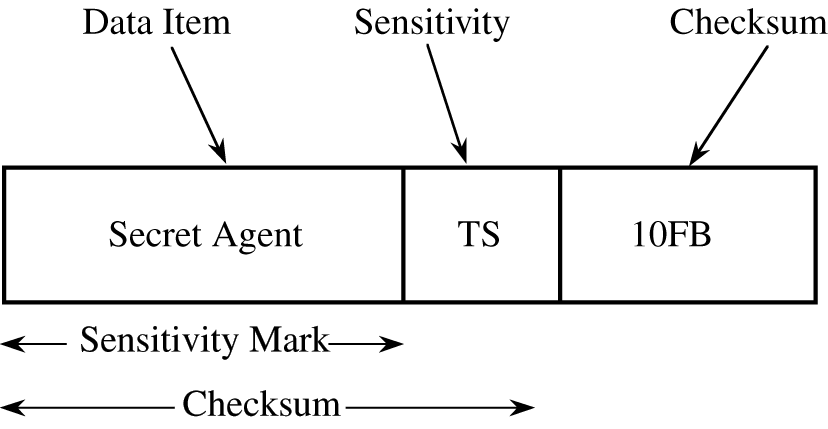 Data Item Sensitivity Checksum
Secret Agent TS 10FB
Sensitivity Mark
Checksum